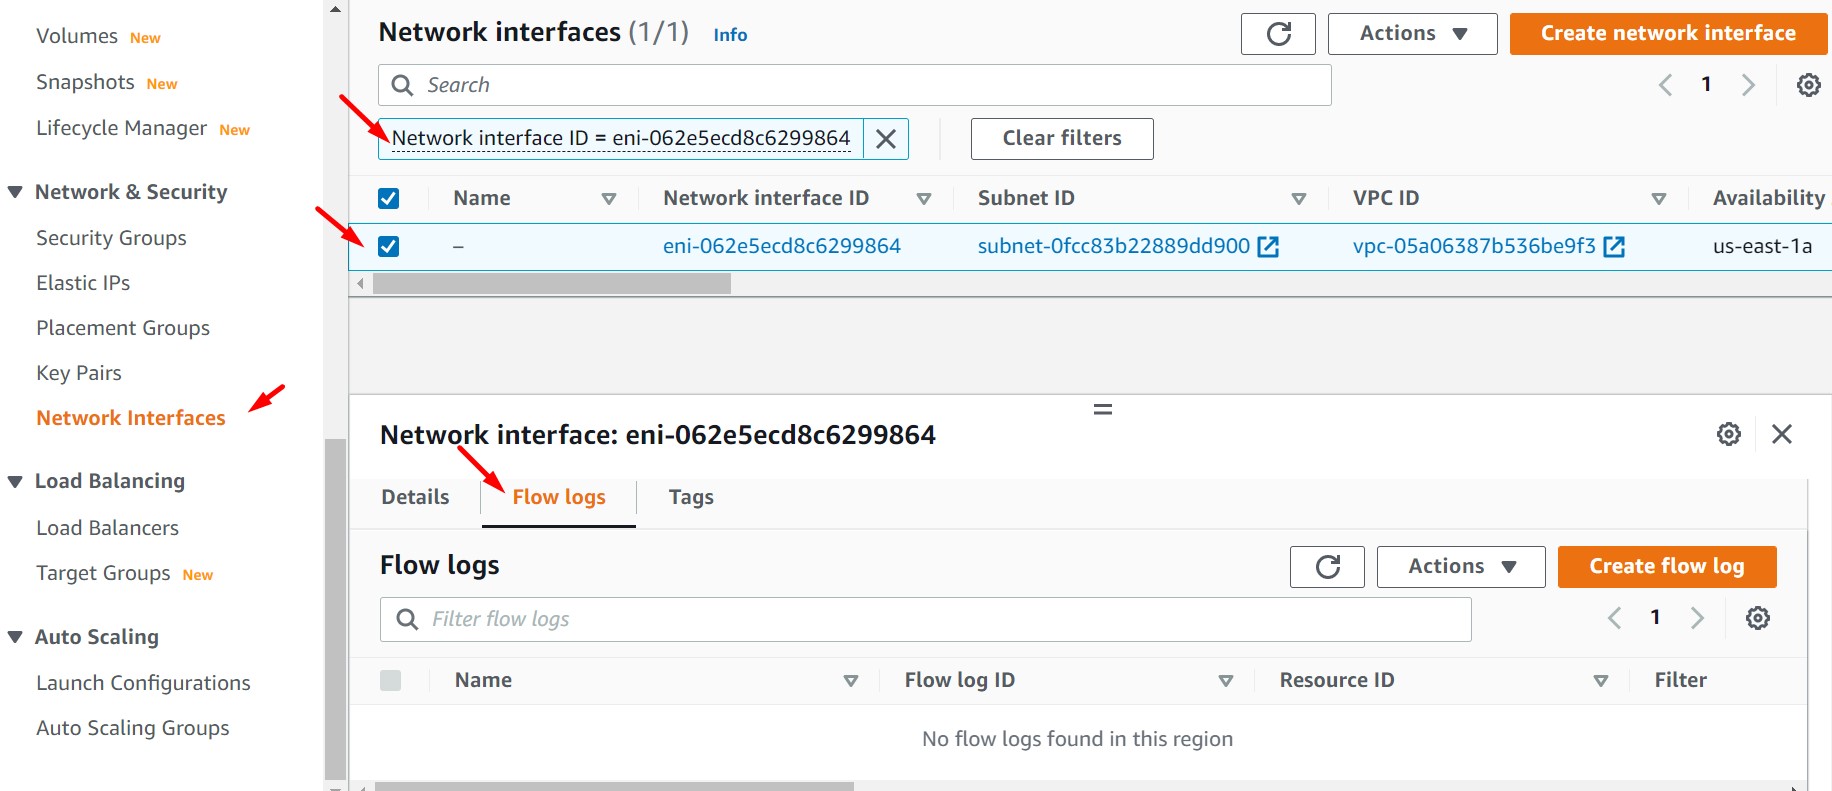 Volumes New
Snapshots New
Lifecycle Manager New
Network & Security
Security Groups
Elastic IPs
Placement Groups
Key Pairs
Network Interfaces
Load Balancing
Load Balancers
Target Groups New
Auto Scaling
Launch Configurations
Auto Scaling Groups
Network interfaces (1/1) Info
Actions
Create network interface
Search
1
Network interface ID = eni-062e5ecd8c6299864
Clear filters
Name Network interface ID Subnet ID VPC ID Availability
– eni-062e5ecd8c6299864 subnet-0fcc83b22889dd900 vpc-05a06387b536be9f3 us-east-1a
Network interface: eni-062e5ecd8c6299864
Details Flow logs Tags
Flow logs
Actions
Create flow log
Filter flow logs
1
Name Flow log ID Resource ID Filter
No flow logs found in this region